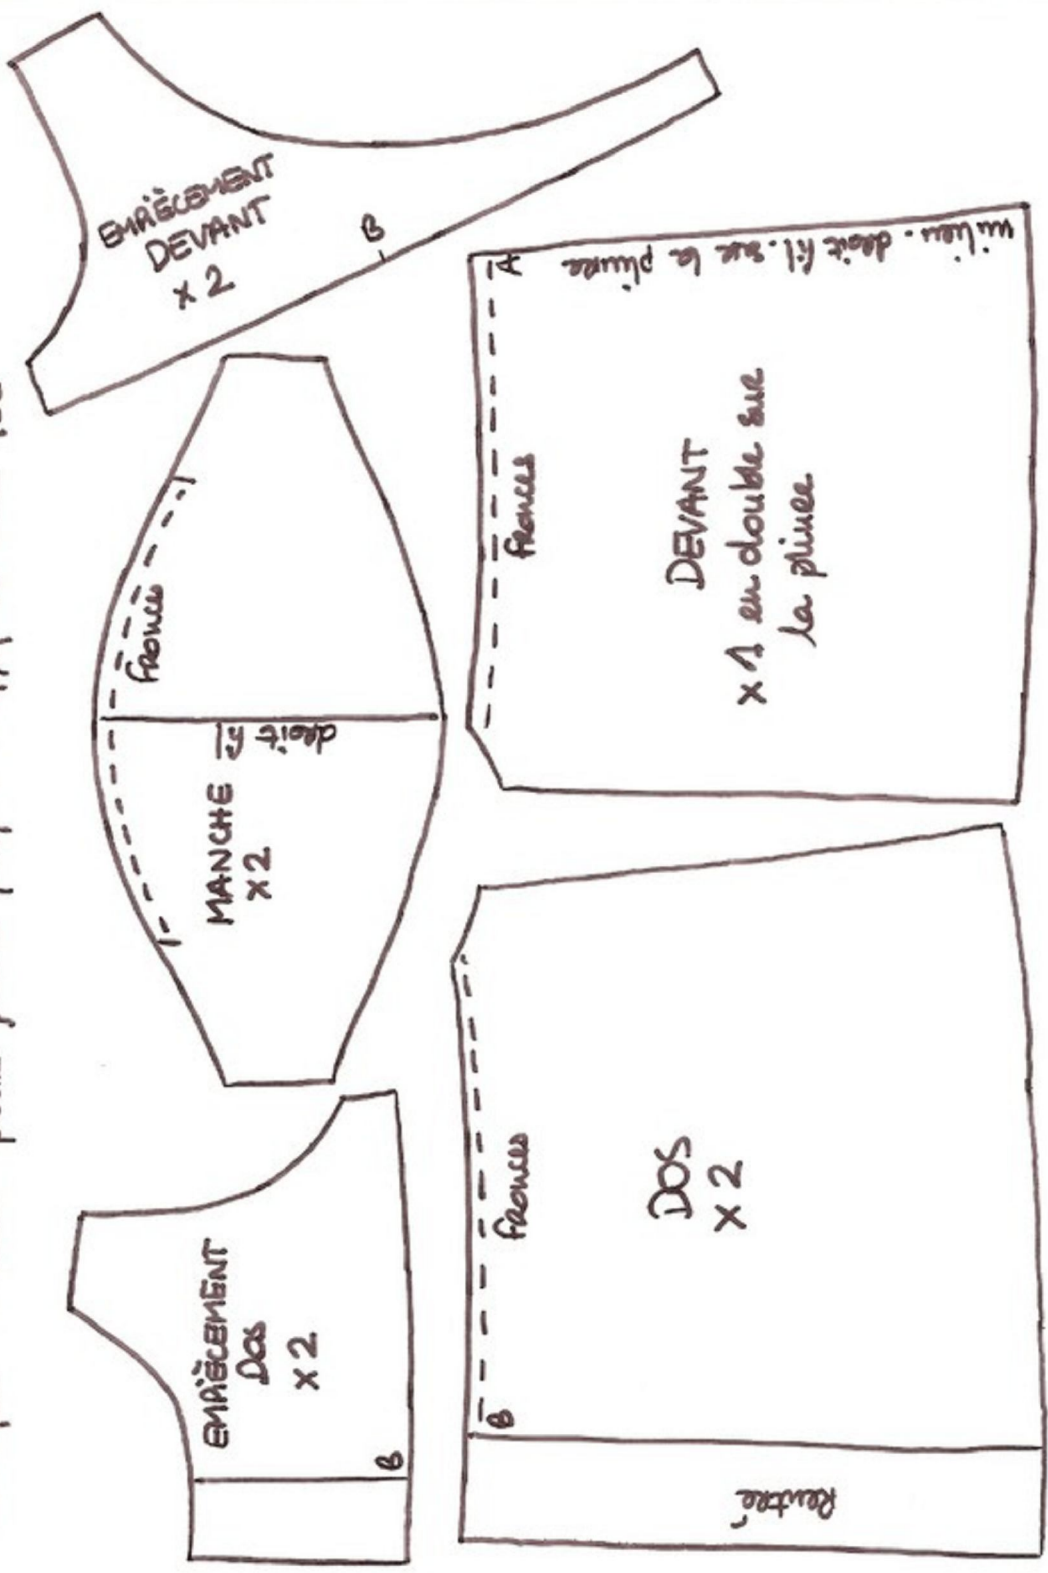 EMPIÈCEMENT
DEVANT
x 2
B
A
milieu - droit fil - sur la pliure
fronces
DEVANT
x 1 en double sur
la pliure
fronces
droit fil
MANCHE
x 2
EMPIÈCEMENT
Dos
x 2
B
B
fronces
DOS
x 2
Rentré